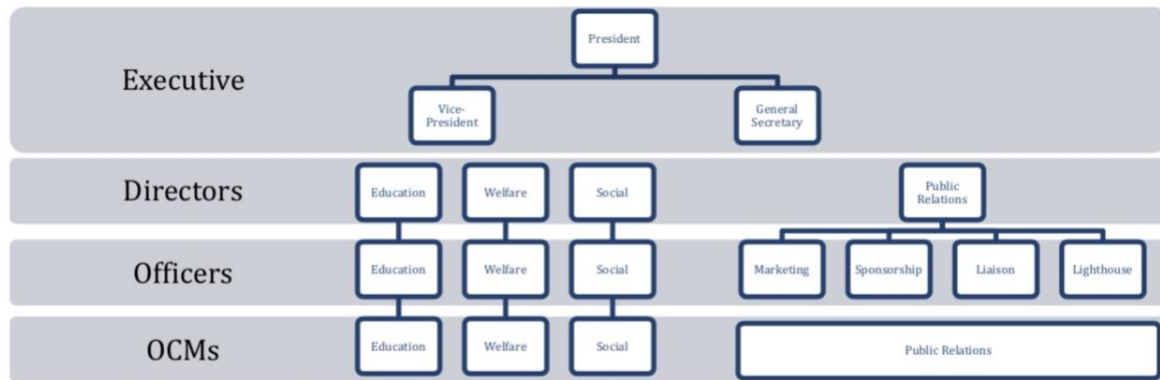 President
Executive
Vice-
President
General
Secretary
Directors
Education
Welfare
Social
Public
Relations
Officers
Education
Welfare
Social
Marketing
Sponsorship
Liaison
Lighthouse
OCMs
Education
Welfare
Social
Public Relations